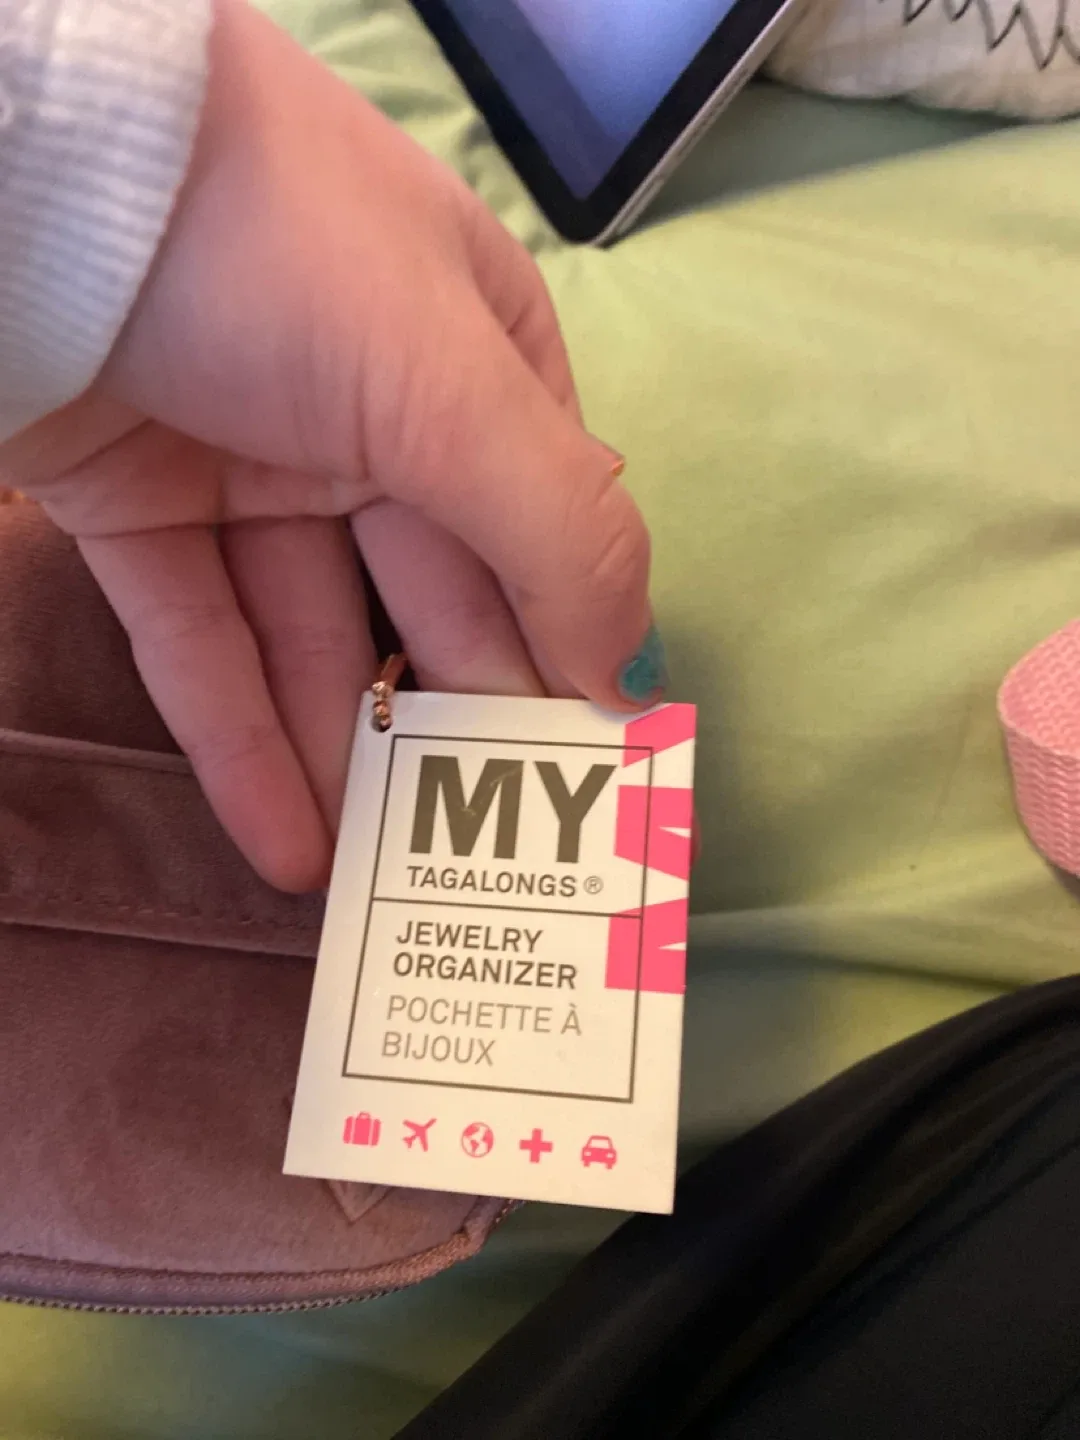 MY
TAGALONGS®
JEWELRY
ORGANIZER
POCHETTE À
BIJOUX